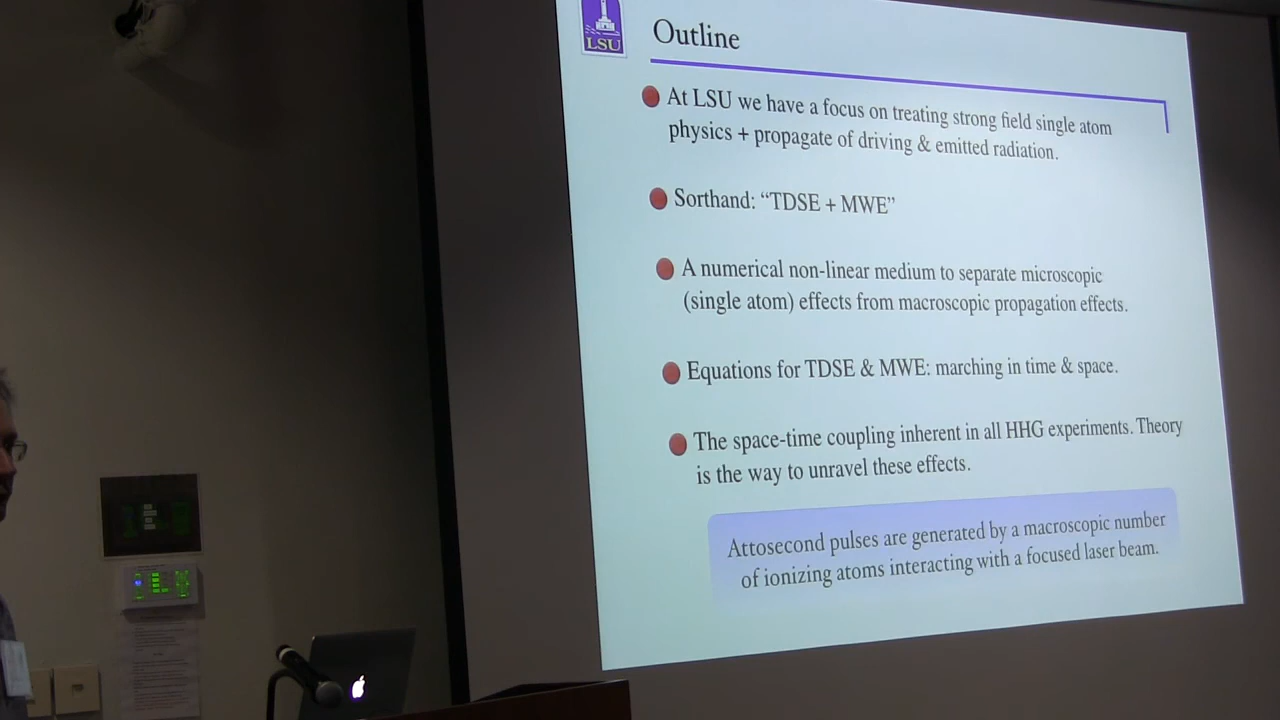 LSU
Outline
At LSU we have a focus on treating strong field single atom
physics + propagate of driving & emitted radiation.
Sorthand: “TDSE + MWE”
A numerical non-linear medium to separate microscopic
(single atom) effects from macroscopic propagation effects.
Equations for TDSE & MWE: marching in time & space.
The space-time coupling inherent in all HHG experiments. Theory
is the way to unravel these effects.
Attosecond pulses are generated by a macroscopic number
of ionizing atoms interacting with a focused laser beam.